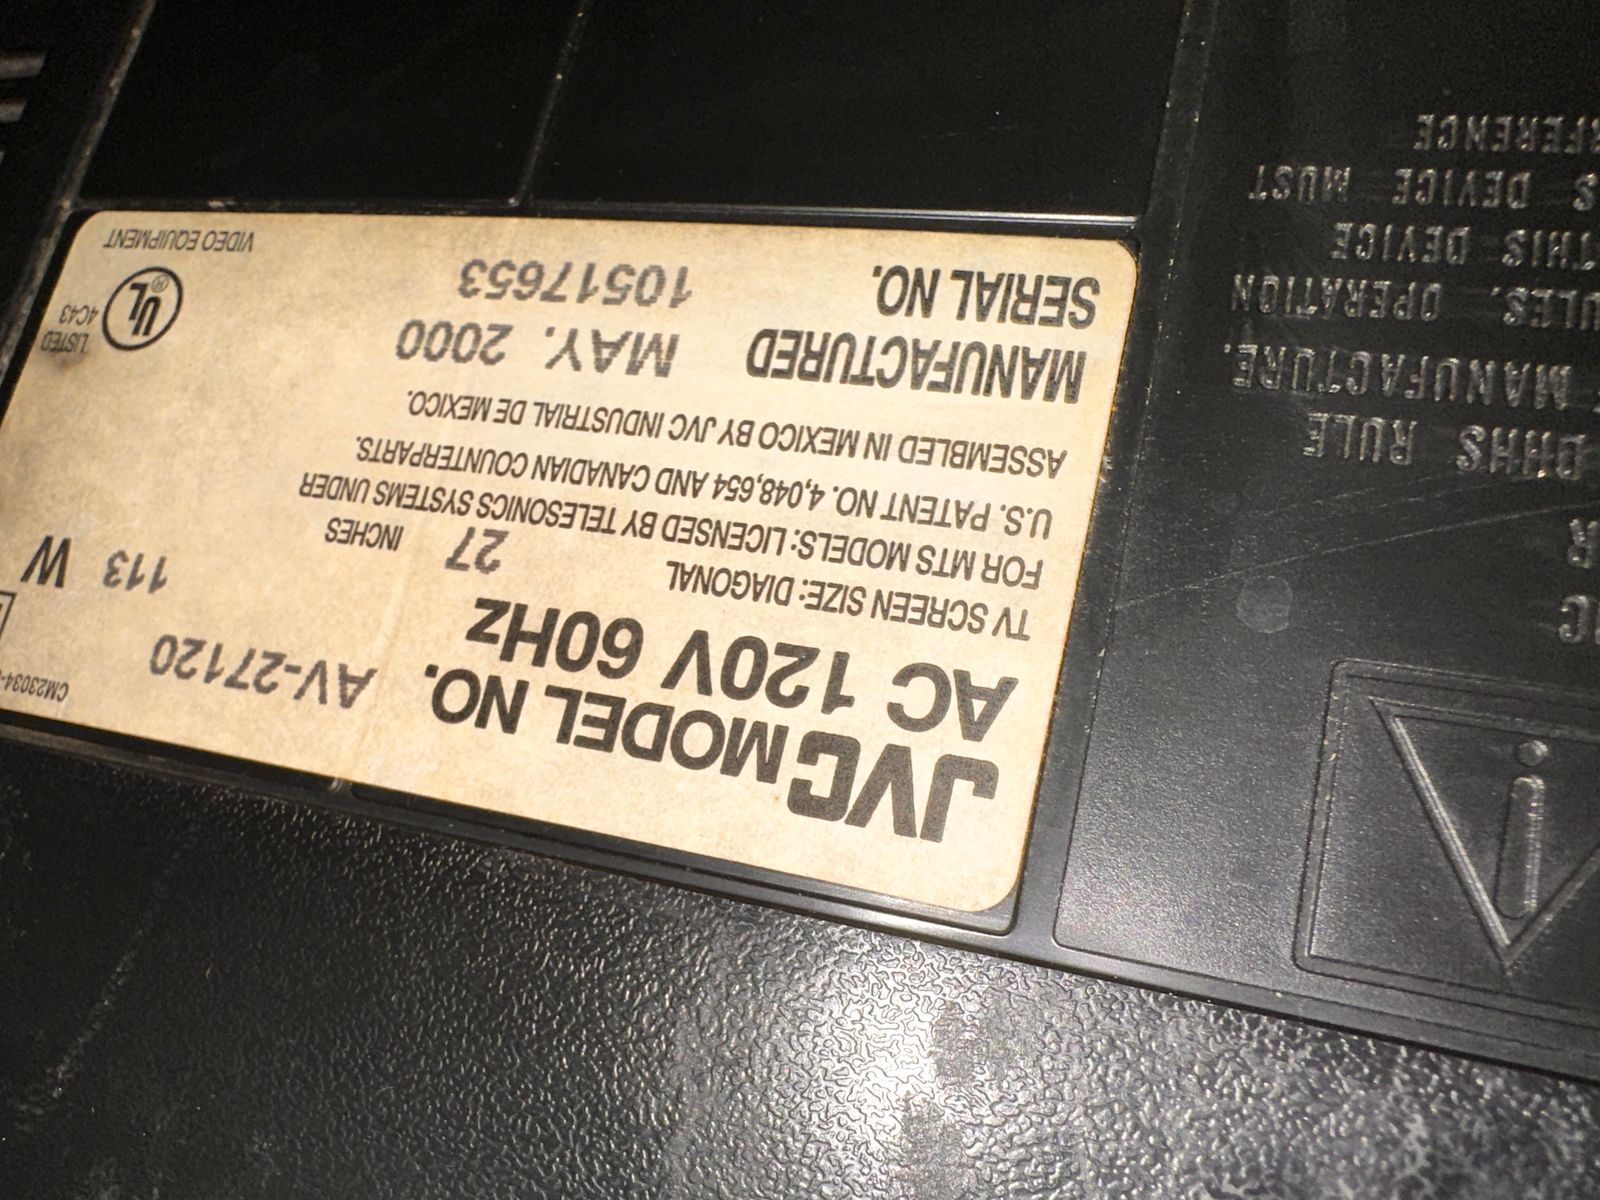 JVC MODEL NO. AV-27120
AC 120V 60Hz 113 W
TV SCREEN SIZE: DIAGONAL 27 INCHES
FOR MTS MODELS: LICENSED BY TELESONICS SYSTEMS UNDER
U.S. PATENT NO. 4,048,654 AND CANADIAN COUNTERPARTS.
ASSEMBLED IN MEXICO BY JVC INDUSTRIAL DE MEXICO.
MANUFACTURED MAY. 2000
SERIAL NO. 10517653
CM23034-
LISTED
4C43
UL®
VIDEO EQUIPMENT
i
DHHS RULE
MANUFACTURE.
OPERATION
THIS DEVICE
DEVICE MUST